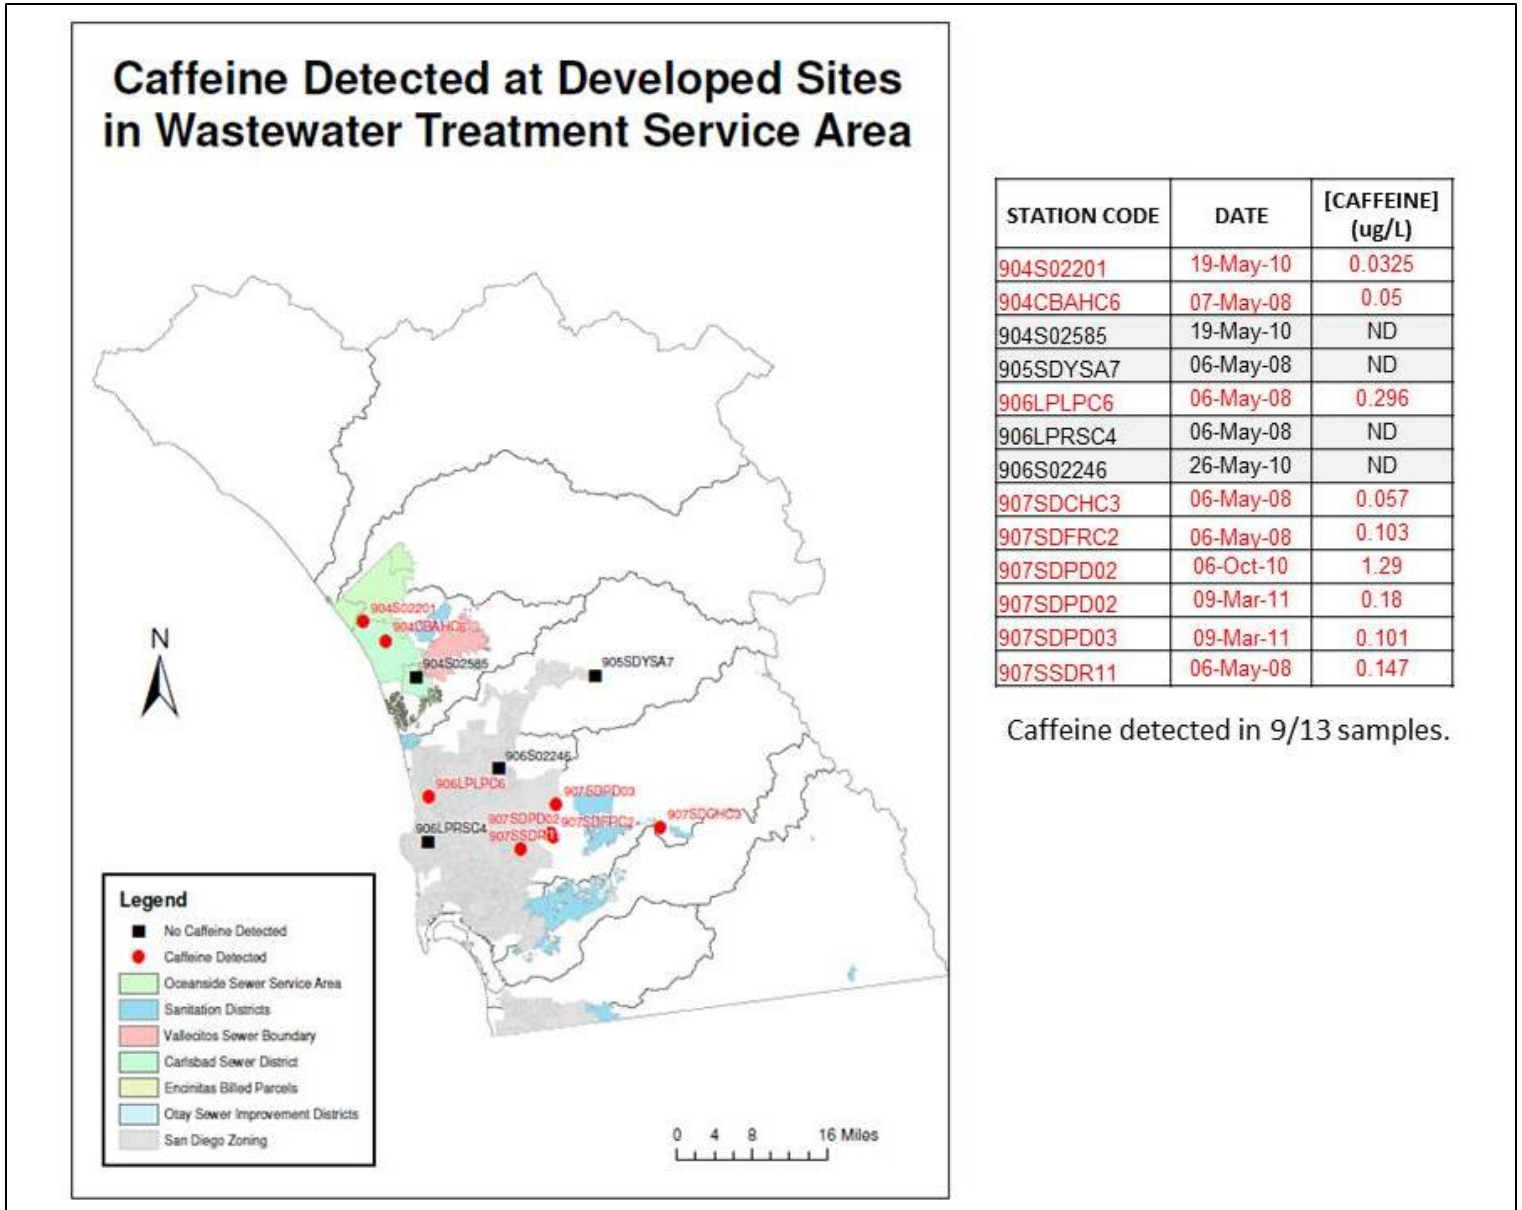 Caffeine Detected at Developed Sites
in Wastewater Treatment Service Area
STATION CODE DATE [CAFFEINE] (ug/L)
904S02201 19-May-10 0.0325
904CBAHC6 07-May-08 0.05
904S02585 19-May-10 ND
905SDYSA7 06-May-08 ND
906LPLPC6 06-May-08 0.296
906LPRSC4 06-May-08 ND
906S02246 26-May-10 ND
907SDCHC3 06-May-08 0.057
907SDFRC2 06-May-08 0.103
907SDPD02 06-Oct-10 1.29
907SDPD02 09-Mar-11 0.18
907SDPD03 09-Mar-11 0.101
907SSDR11 06-May-08 0.147
Caffeine detected in 9/13 samples.
904S02201
904CBAHC6
904S02585
905SDYSA7
N
906S02246
906LPLPC6
907SDPD03
907SDPD02
907SDFRC2
907SDCHC3
906LPRSC4
907SSDR11
Legend
No Caffeine Detected
Caffeine Detected
Oceanside Sewer Service Area
Sanitation Districts
Vallecitos Sewer Boundary
Carlsbad Sewer District
Encinitas Billed Parcels
Otay Sewer Improvement Districts
San Diego Zoning
0 4 8 16 Miles